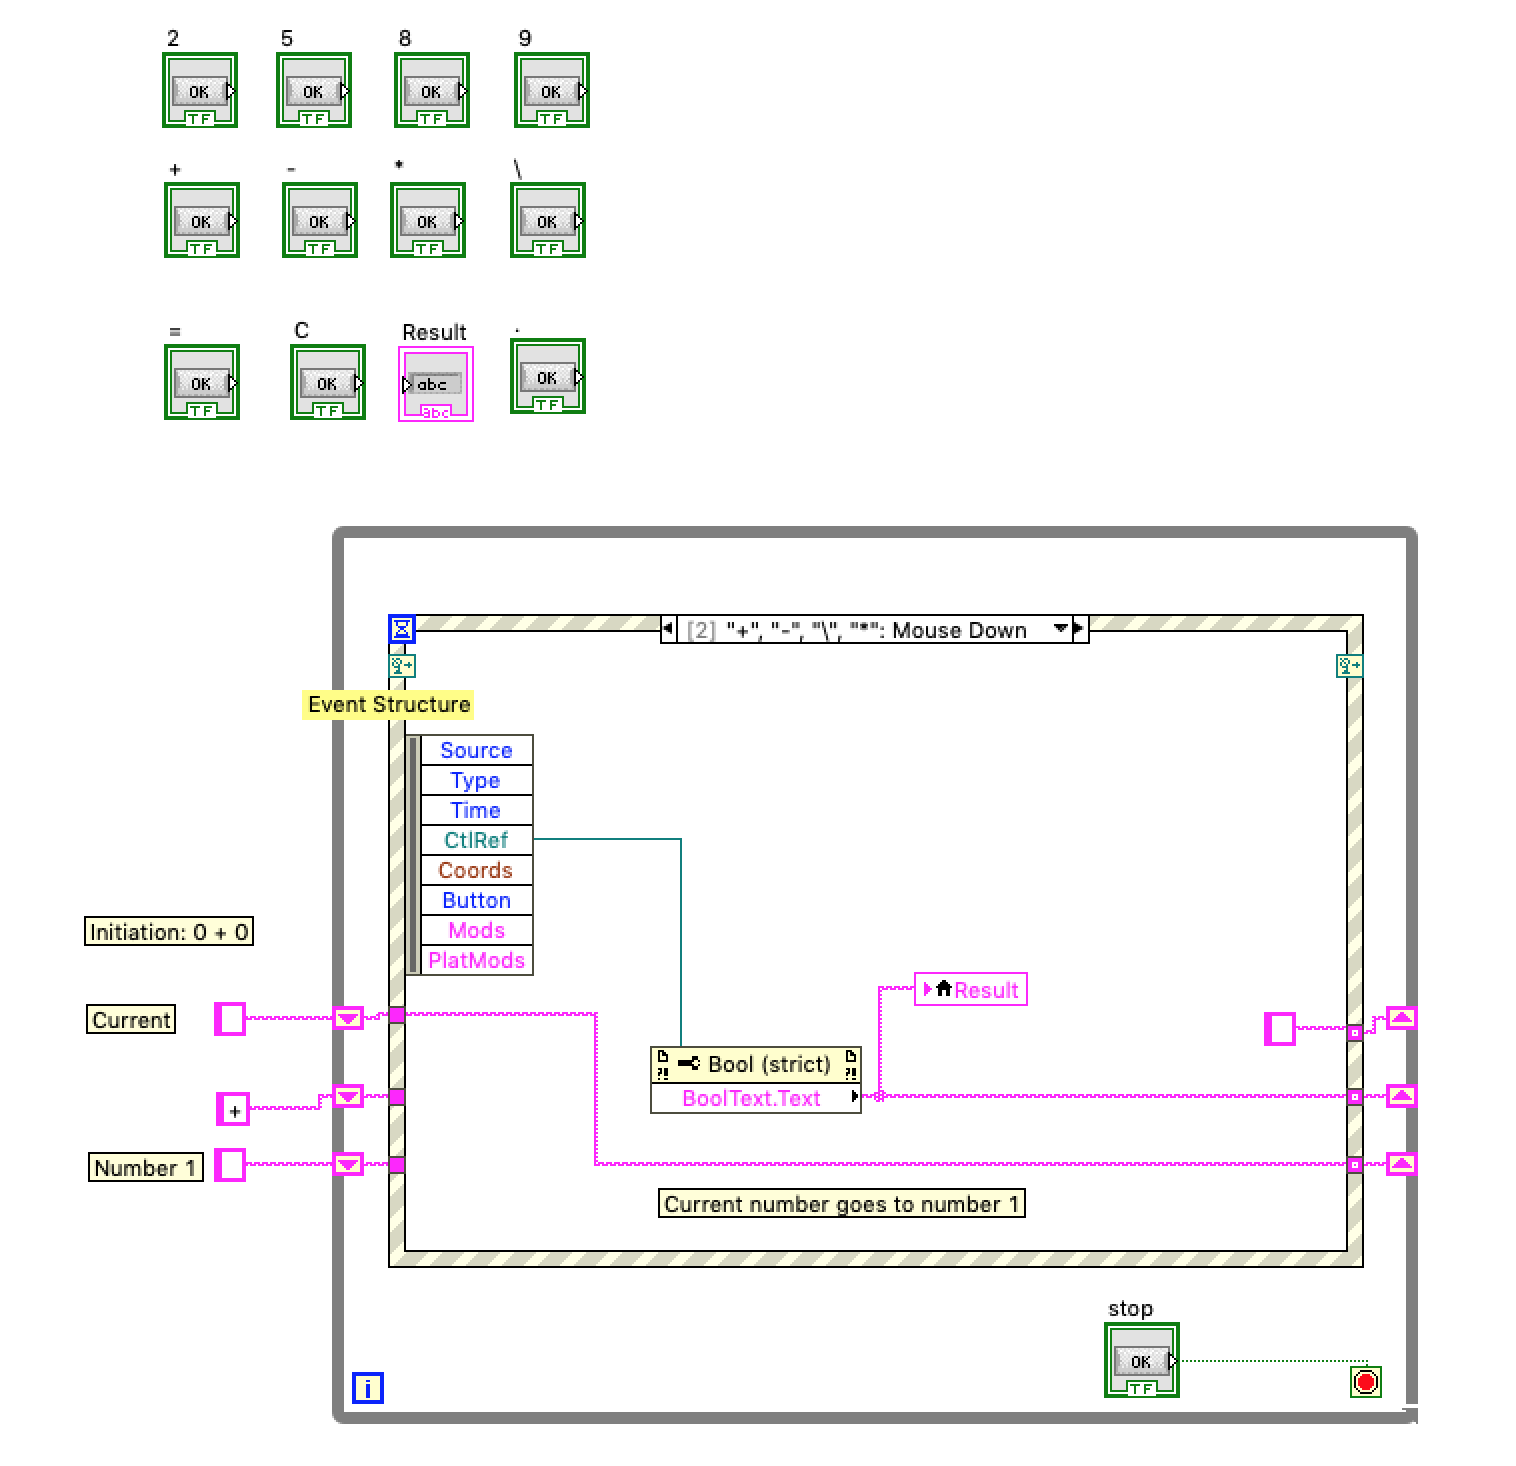 2 5 8 9
OK OK OK OK
TF TF TF TF
+ - * \
OK OK OK OK
TF TF TF TF
= C Result .
OK OK abc OK
TF TF abc TF
[2] "+", "-", "\", "*": Mouse Down
Event Structure
Source
Type
Time
CtlRef
Coords
Button
Mods
PlatMods
Initiation: 0 + 0
Result
Current
?! Bool (strict) ?!
BoolText.Text
+
Number 1
Current number goes to number 1
stop
OK
TF
i